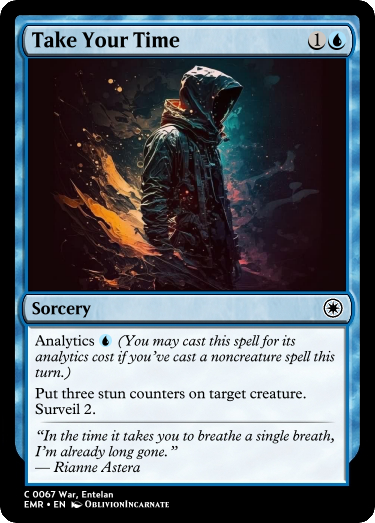 Take Your Time 1
Sorcery
Analytics (You may cast this spell for its
analytics cost if you've cast a noncreature spell this
turn.)
Put three stun counters on target creature.
Surveil 2.
“In the time it takes you to breathe a single breath,
I'm already long gone.”
— Rianne Astera
C 0067 War, Entelan
EMR • EN OblivionIncarnate